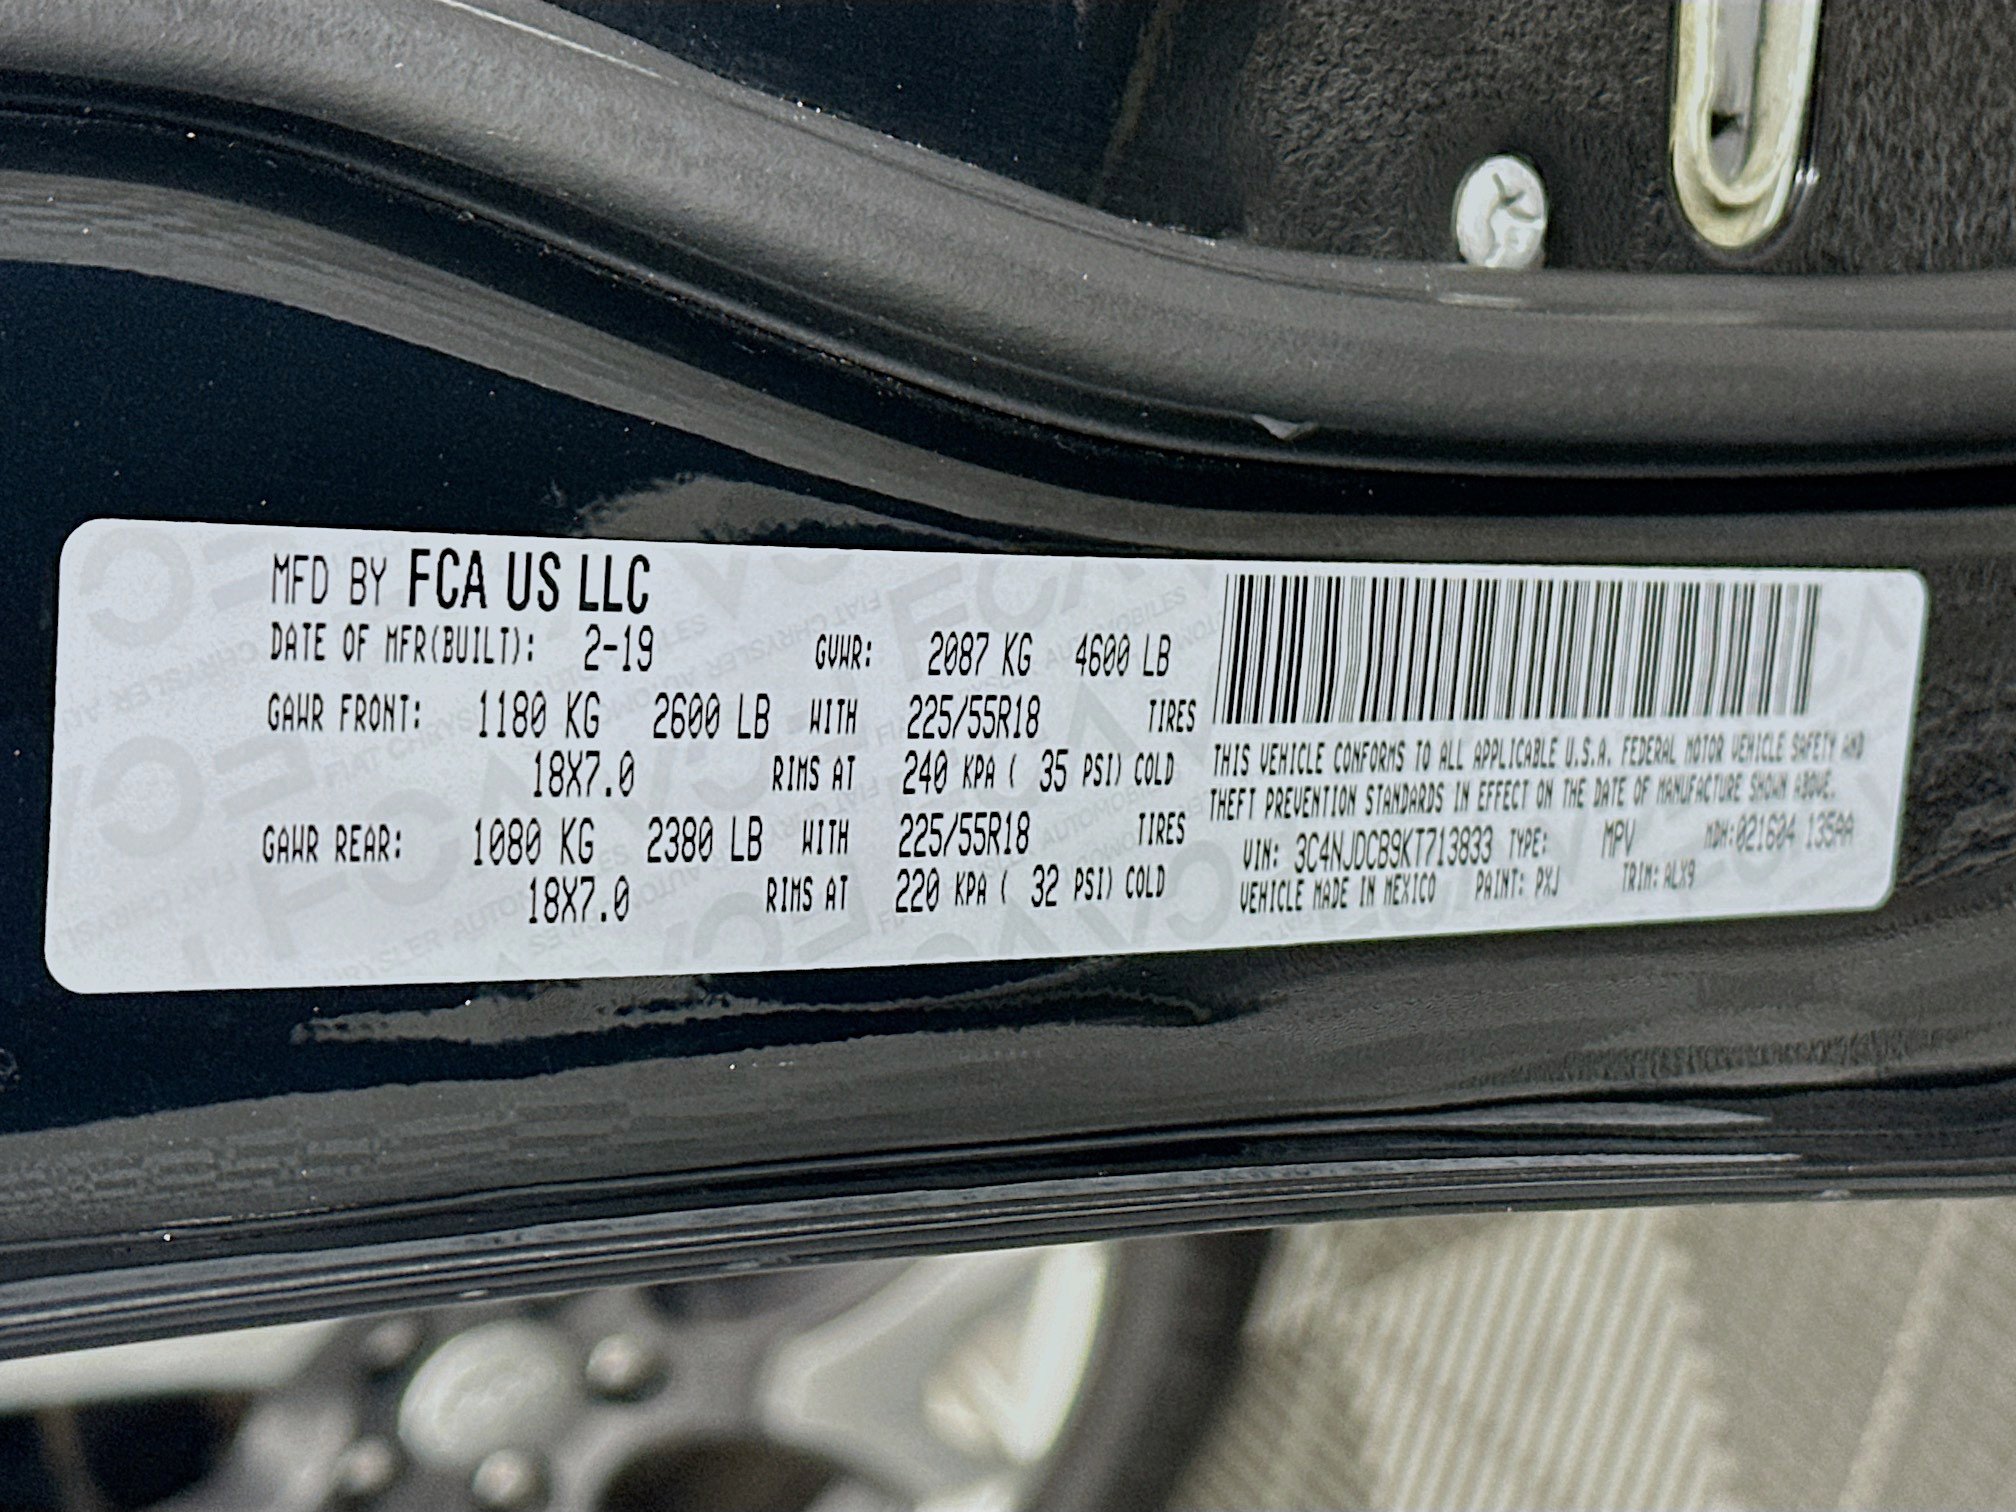 MFD BY FCA US LLC
DATE OF MFR(BUILT): 2-19 GVWR: 2087 KG 4600 LB
GAWR FRONT: 1180 KG 2600 LB WITH 225/55R18 TIRES
18X7.0 RIMS AT 240 KPA ( 35 PSI) COLD
GAWR REAR: 1080 KG 2380 LB WITH 225/55R18 TIRES
18X7.0 RIMS AT 220 KPA ( 32 PSI) COLD
THIS VEHICLE CONFORMS TO ALL APPLICABLE U.S.A. FEDERAL MOTOR VEHICLE SAFETY AND
THEFT PREVENTION STANDARDS IN EFFECT ON THE DATE OF MANUFACTURE SHOWN ABOVE.
VIN: 3C4NJDCB9KT713833 TYPE: MPV MDH:021604 135AA
VEHICLE MADE IN MEXICO PAINT: PXJ TRIM: ALX9